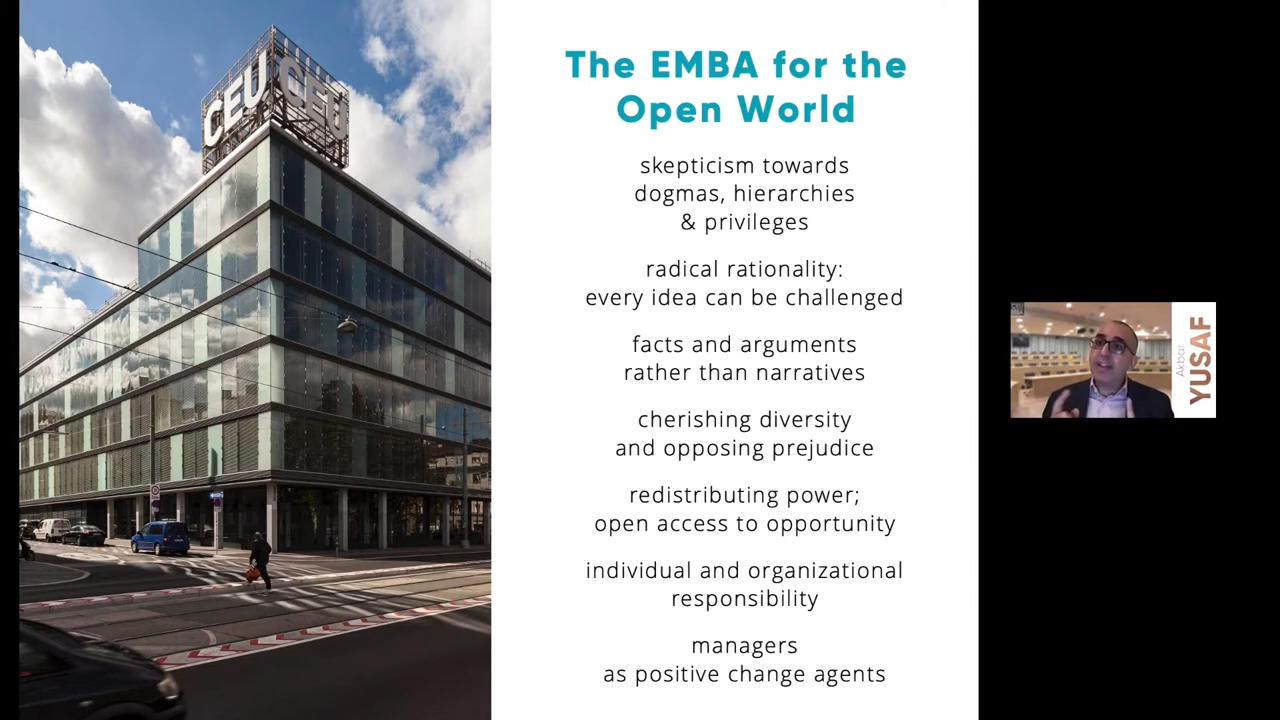 CEU CEU
The EMBA for the
Open World
skepticism towards
dogmas, hierarchies
& privileges
radical rationality:
every idea can be challenged
facts and arguments
rather than narratives
cherishing diversity
and opposing prejudice
redistributing power;
open access to opportunity
individual and organizational
responsibility
managers
as positive change agents
Akbar
YUSAF